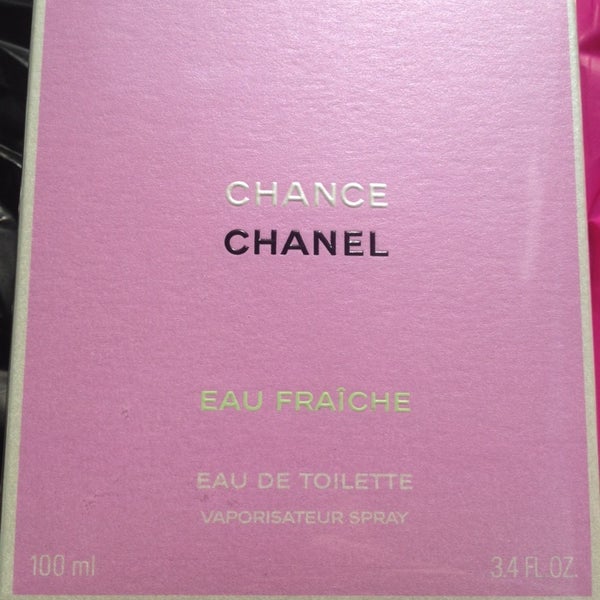 CHANCE
CHANEL
EAU FRAÎCHE
EAU DE TOILETTE
VAPORISATEUR SPRAY
100 ml 3.4 FL.OZ.